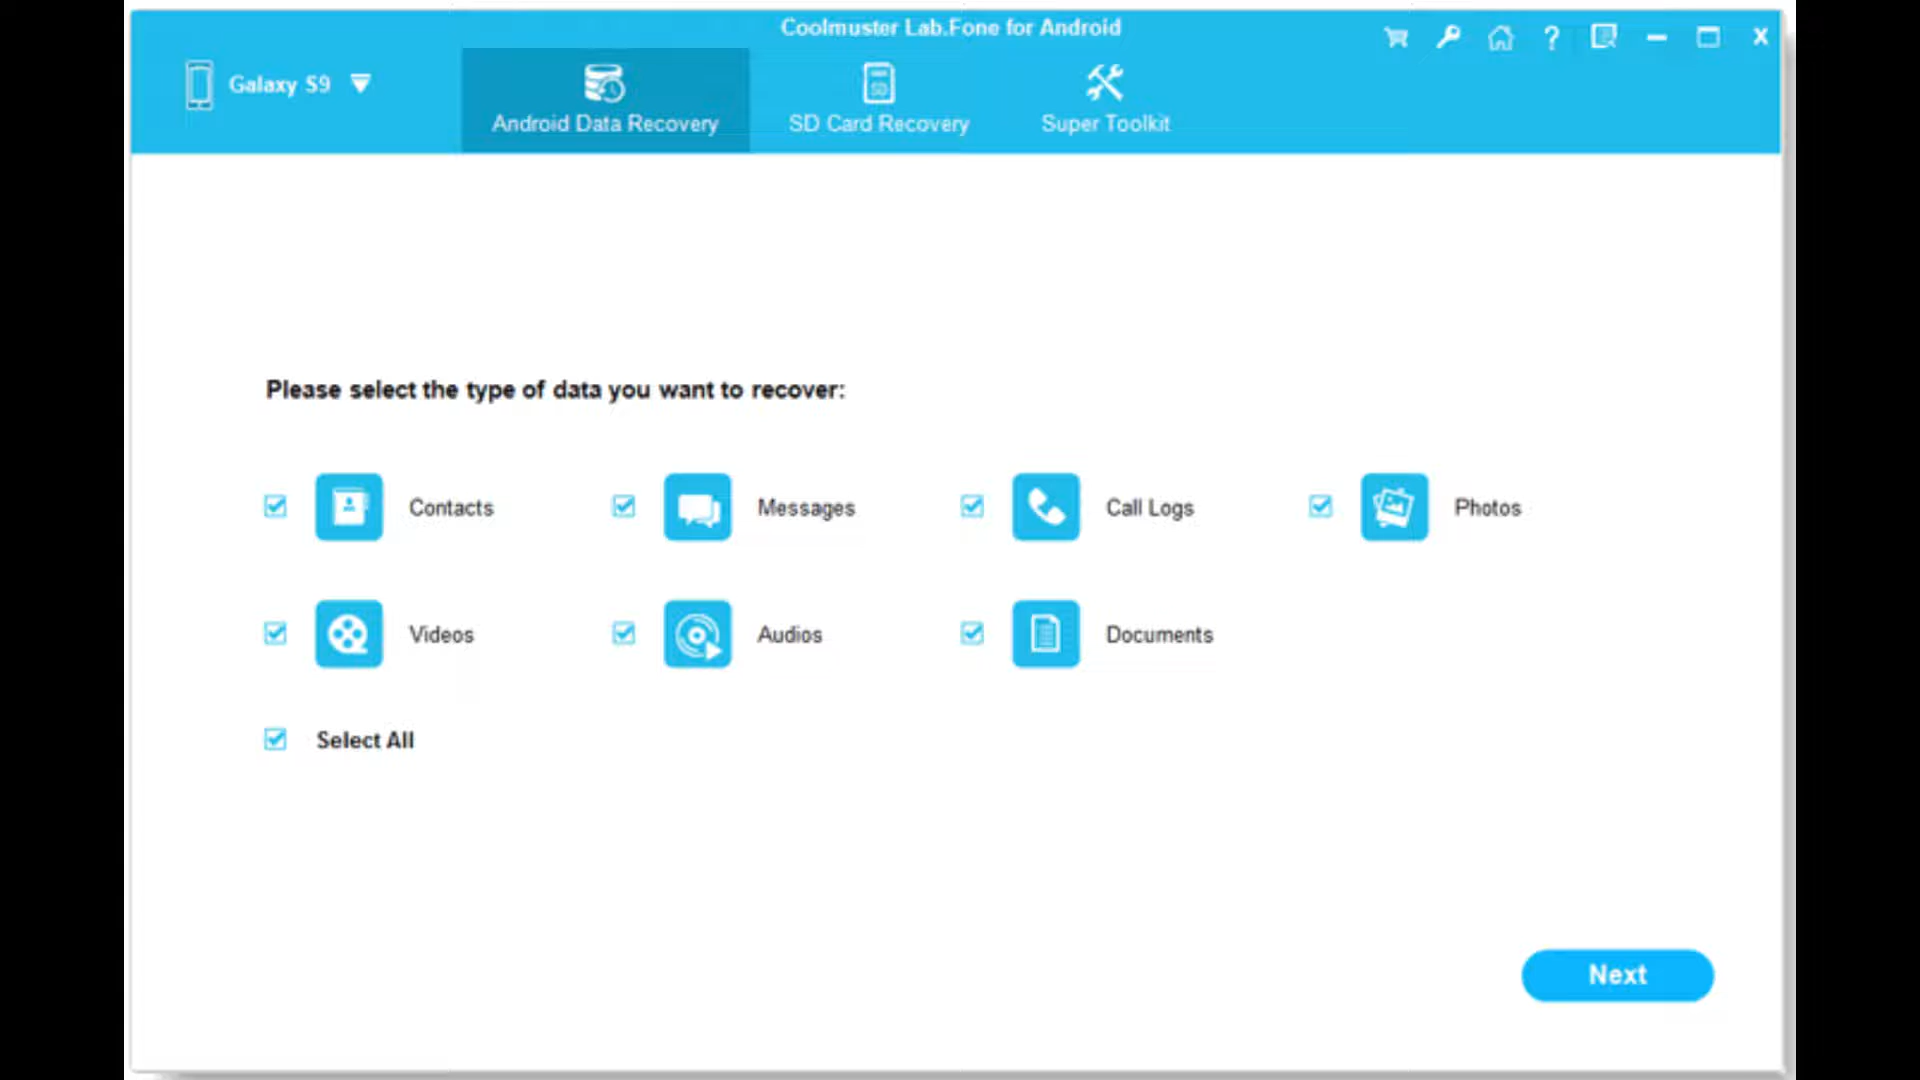 Coolmuster Lab.Fone for Android
Galaxy S9
Android Data Recovery
SD
SD Card Recovery
Super Toolkit
Please select the type of data you want to recover:
Contacts
Messages
Call Logs
Photos
Videos
Audios
Documents
Select All
Next